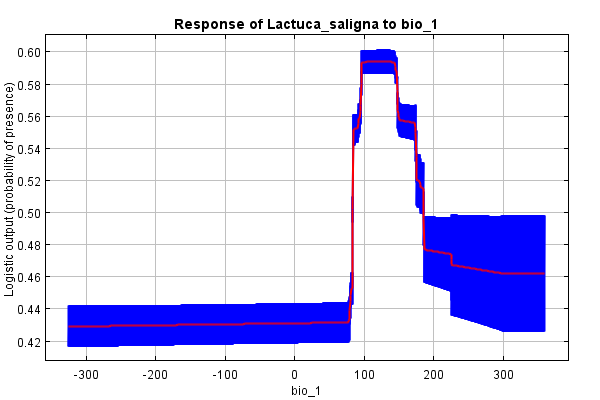 Response of Lactuca_saligna to bio_1
Logistic output (probability of presence)
0.60
0.58
0.56
0.54
0.52
0.50
0.48
0.46
0.44
0.42
-300 -200 -100 0 100 200 300
bio_1